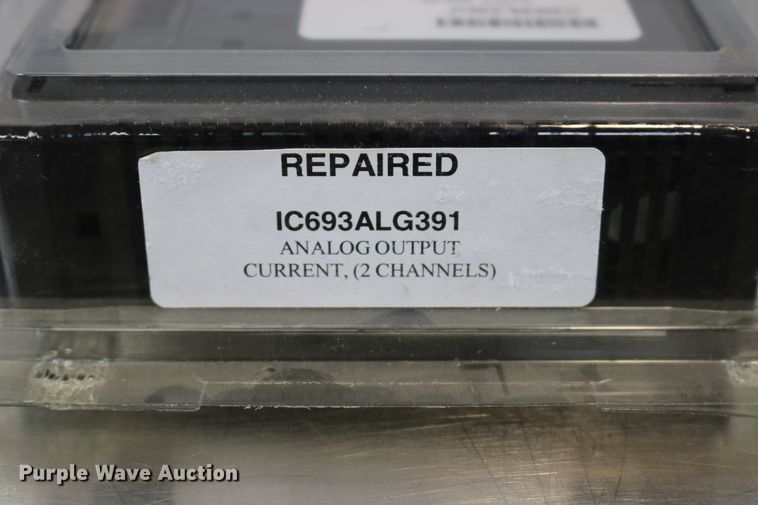 REPAIRED
IC693ALG391
ANALOG OUTPUT
CURRENT, (2 CHANNELS)
Purple Wave Auction